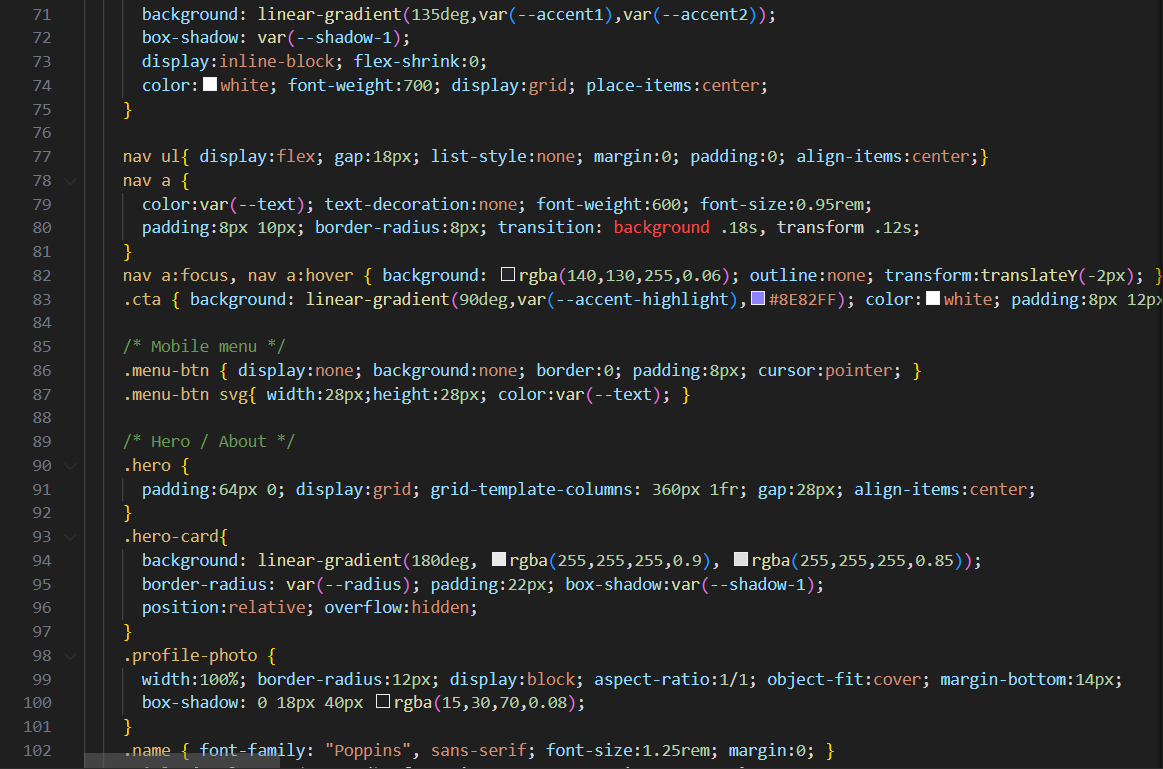 71 background: linear-gradient(135deg,var(--accent1),var(--accent2));
72 box-shadow: var(--shadow-1);
73 display:inline-block; flex-shrink:0;
74 color:white; font-weight:700; display:grid; place-items:center;
75 }
76
77 nav ul{ display:flex; gap:18px; list-style:none; margin:0; padding:0; align-items:center;}
78 nav a {
79 color:var(--text); text-decoration:none; font-weight:600; font-size:0.95rem;
80 padding:8px 10px; border-radius:8px; transition: background .18s, transform .12s;
81 }
82 nav a:focus, nav a:hover { background: rgba(140,130,255,0.06); outline:none; transform:translateY(-2px); }
83 .cta { background: linear-gradient(90deg,var(--accent-highlight),#8E82FF); color:white; padding:8px 12px
84
85 /* Mobile menu */
86 .menu-btn { display:none; background:none; border:0; padding:8px; cursor:pointer; }
87 .menu-btn svg{ width:28px;height:28px; color:var(--text); }
88
89 /* Hero / About */
90 .hero {
91 padding:64px 0; display:grid; grid-template-columns: 360px 1fr; gap:28px; align-items:center;
92 }
93 .hero-card{
94 background: linear-gradient(180deg, rgba(255,255,255,0.9), rgba(255,255,255,0.85));
95 border-radius: var(--radius); padding:22px; box-shadow:var(--shadow-1);
96 position:relative; overflow:hidden;
97 }
98 .profile-photo {
99 width:100%; border-radius:12px; display:block; aspect-ratio:1/1; object-fit:cover; margin-bottom:14px;
100 box-shadow: 0 18px 40px rgba(15,30,70,0.08);
101 }
102 .name { font-family: "Poppins", sans-serif; font-size:1.25rem; margin:0; }